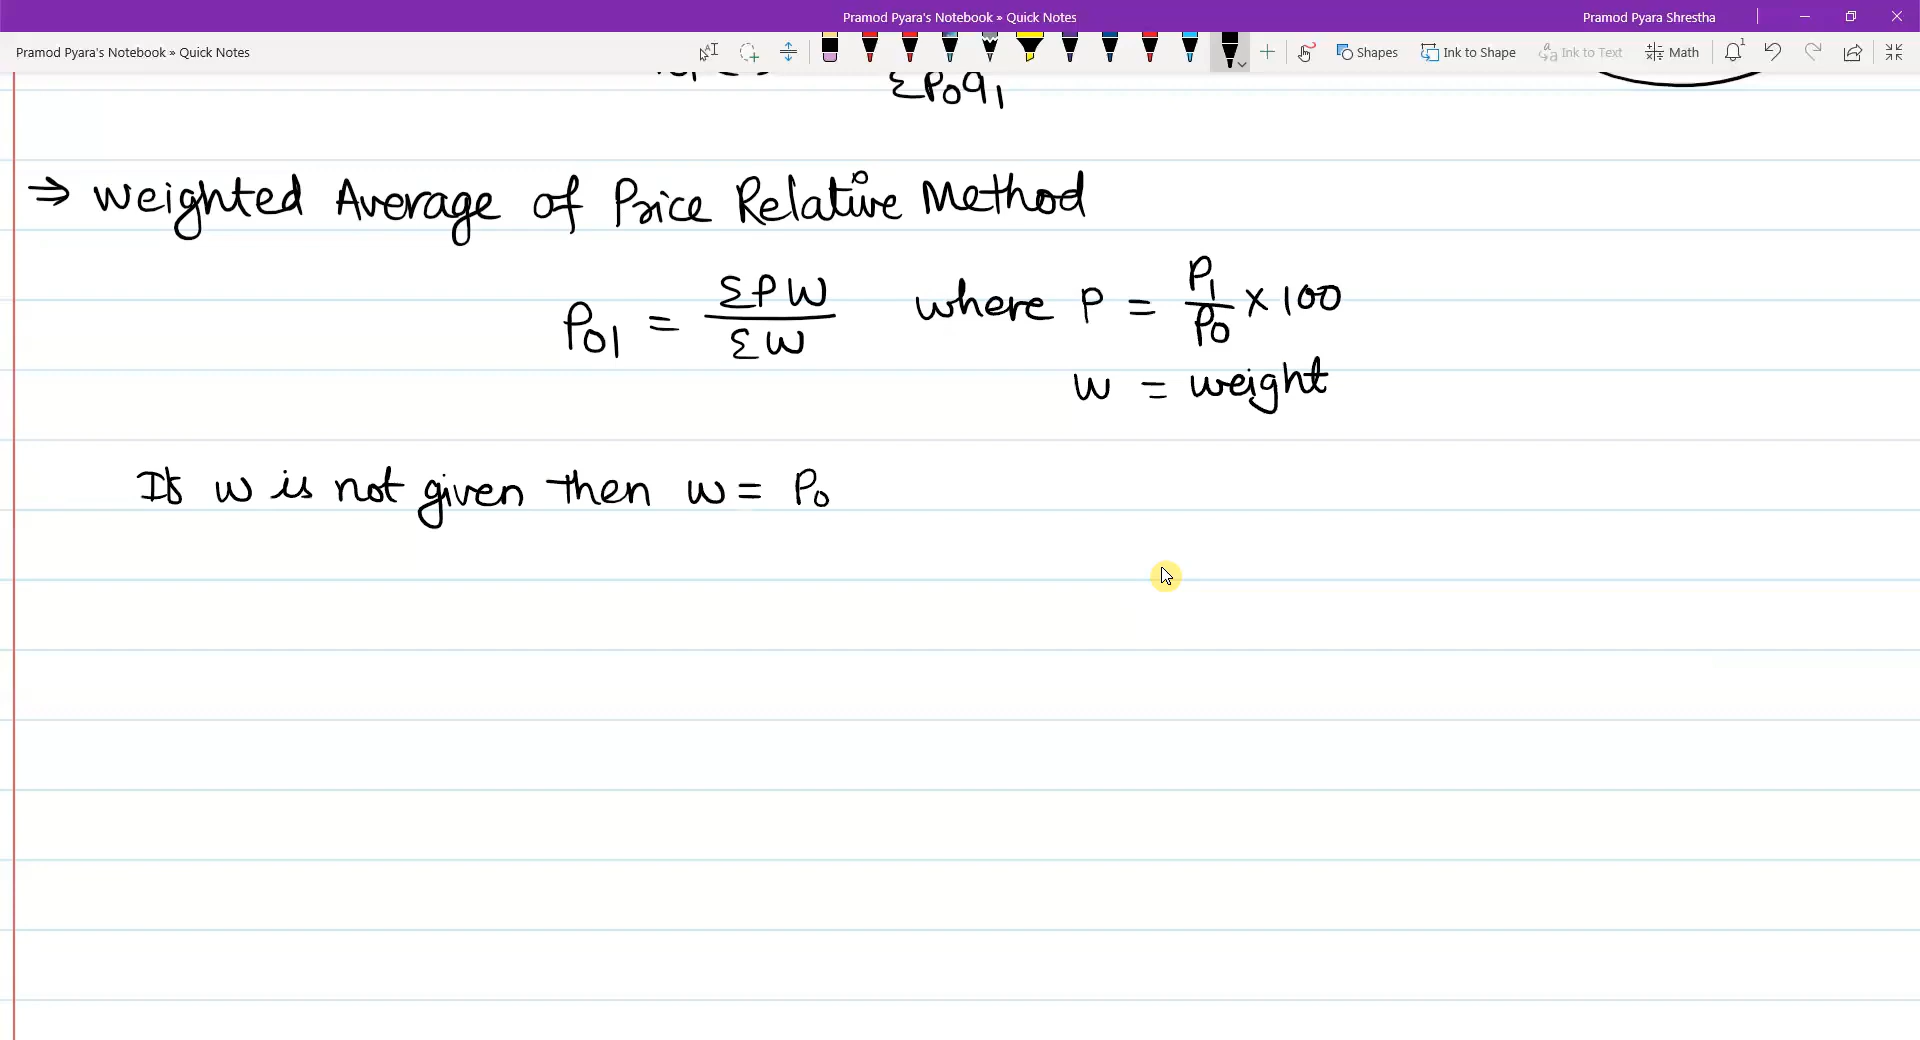 Pramod Pyara's Notebook » Quick Notes
Pramod Pyara Shrestha
Pramod Pyara's Notebook » Quick Notes
Shapes
Ink to Shape
Ink to Text
Math
ΣP0q1
⇒ Weighted Average of Price Relative Method
P01 = ΣPW / ΣW where P = P1/P0 × 100
W = weight
If W is not given then W = P0